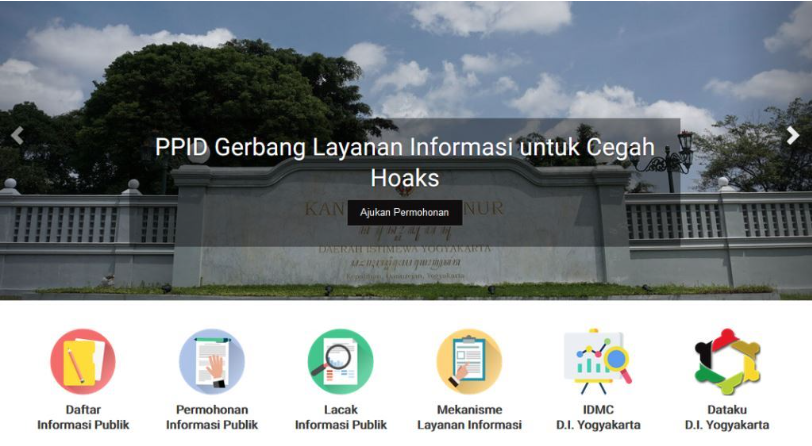 PPID Gerbang Layanan Informasi untuk Cegah
Hoaks
Ajukan Permohonan
KAN NUR
DAERAH ISTIMEWA YOGYAKARTA
Daftar
Informasi Publik
Permohonan
Informasi Publik
Lacak
Informasi Publik
Mekanisme
Layanan Informasi
IDMC
D.I. Yogyakarta
Dataku
D.I. Yogyakarta